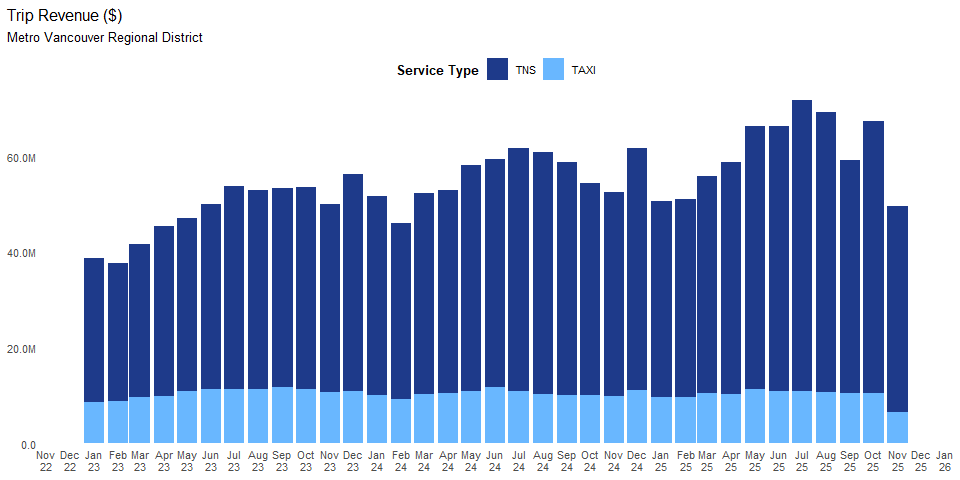 Trip Revenue ($)
Metro Vancouver Regional District
Service Type TNS TAXI
60.0M
40.0M
20.0M
0.0
Nov Dec Jan Feb Mar Apr May Jun Jul Aug Sep Oct Nov Dec Jan Feb Mar Apr May Jun Jul Aug Sep Oct Nov Dec Jan Feb Mar Apr May Jun Jul Aug Sep Oct Nov Dec Jan
22 22 23 23 23 23 23 23 23 23 23 23 23 23 24 24 24 24 24 24 24 24 24 24 24 24 25 25 25 25 25 25 25 25 25 25 25 25 26